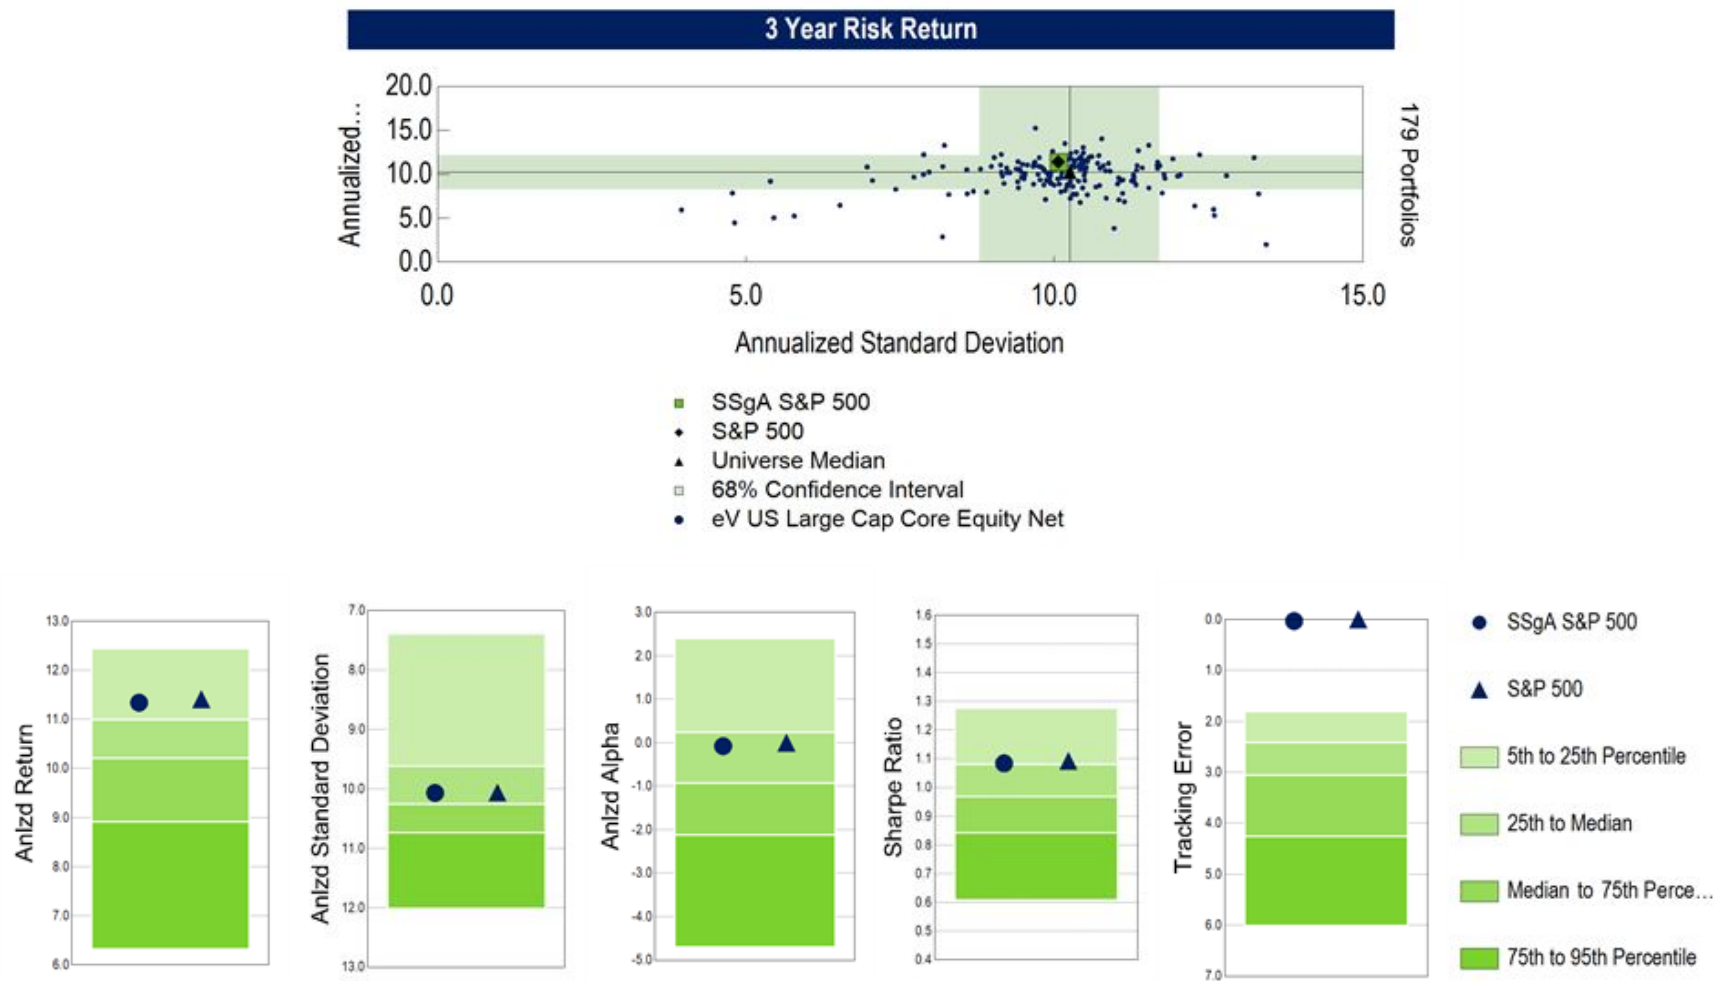 3 Year Risk Return
Annualized...
20.0
15.0
10.0
5.0
0.0
0.0 5.0 10.0 15.0
Annualized Standard Deviation
179 Portfolios
SSgA S&P 500
S&P 500
Universe Median
68% Confidence Interval
eV US Large Cap Core Equity Net
Anlzd Return
13.0
12.0
11.0
10.0
9.0
8.0
7.0
6.0
Anlzd Standard Deviation
7.0
8.0
9.0
10.0
11.0
12.0
13.0
Anlzd Alpha
3.0
2.0
1.0
0.0
-1.0
-2.0
-3.0
-4.0
-5.0
Sharpe Ratio
1.6
1.5
1.4
1.3
1.2
1.1
1.0
0.9
0.8
0.7
0.6
0.5
0.4
Tracking Error
0.0
1.0
2.0
3.0
4.0
5.0
6.0
7.0
SSgA S&P 500
S&P 500
5th to 25th Percentile
25th to Median
Median to 75th Perce...
75th to 95th Percentile